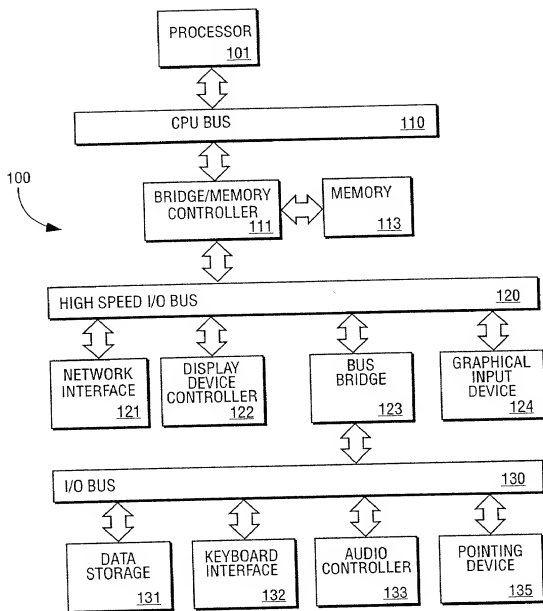 PROCESSOR
101
CPU BUS 110
100
BRIDGE/MEMORY
CONTROLLER
111
MEMORY
113
HIGH SPEED I/O BUS 120
NETWORK
INTERFACE
121
DISPLAY
DEVICE
CONTROLLER
122
BUS
BRIDGE
123
GRAPHICAL
INPUT
DEVICE
124
I/O BUS 130
DATA
STORAGE
131
KEYBOARD
INTERFACE
132
AUDIO
CONTROLLER
133
POINTING
DEVICE
135